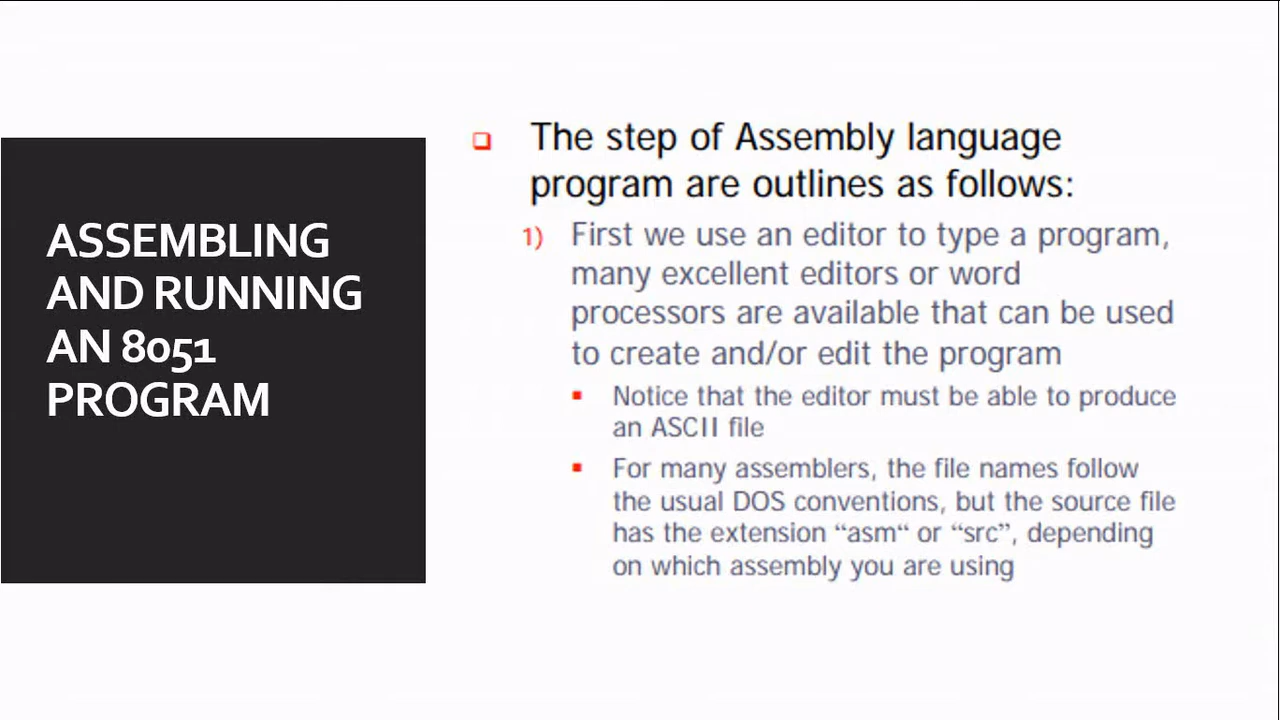 ASSEMBLING
AND RUNNING
AN 8051
PROGRAM
The step of Assembly language
program are outlines as follows:
1) First we use an editor to type a program,
many excellent editors or word
processors are available that can be used
to create and/or edit the program
Notice that the editor must be able to produce
an ASCII file
For many assemblers, the file names follow
the usual DOS conventions, but the source file
has the extension “asm“ or “src”, depending
on which assembly you are using